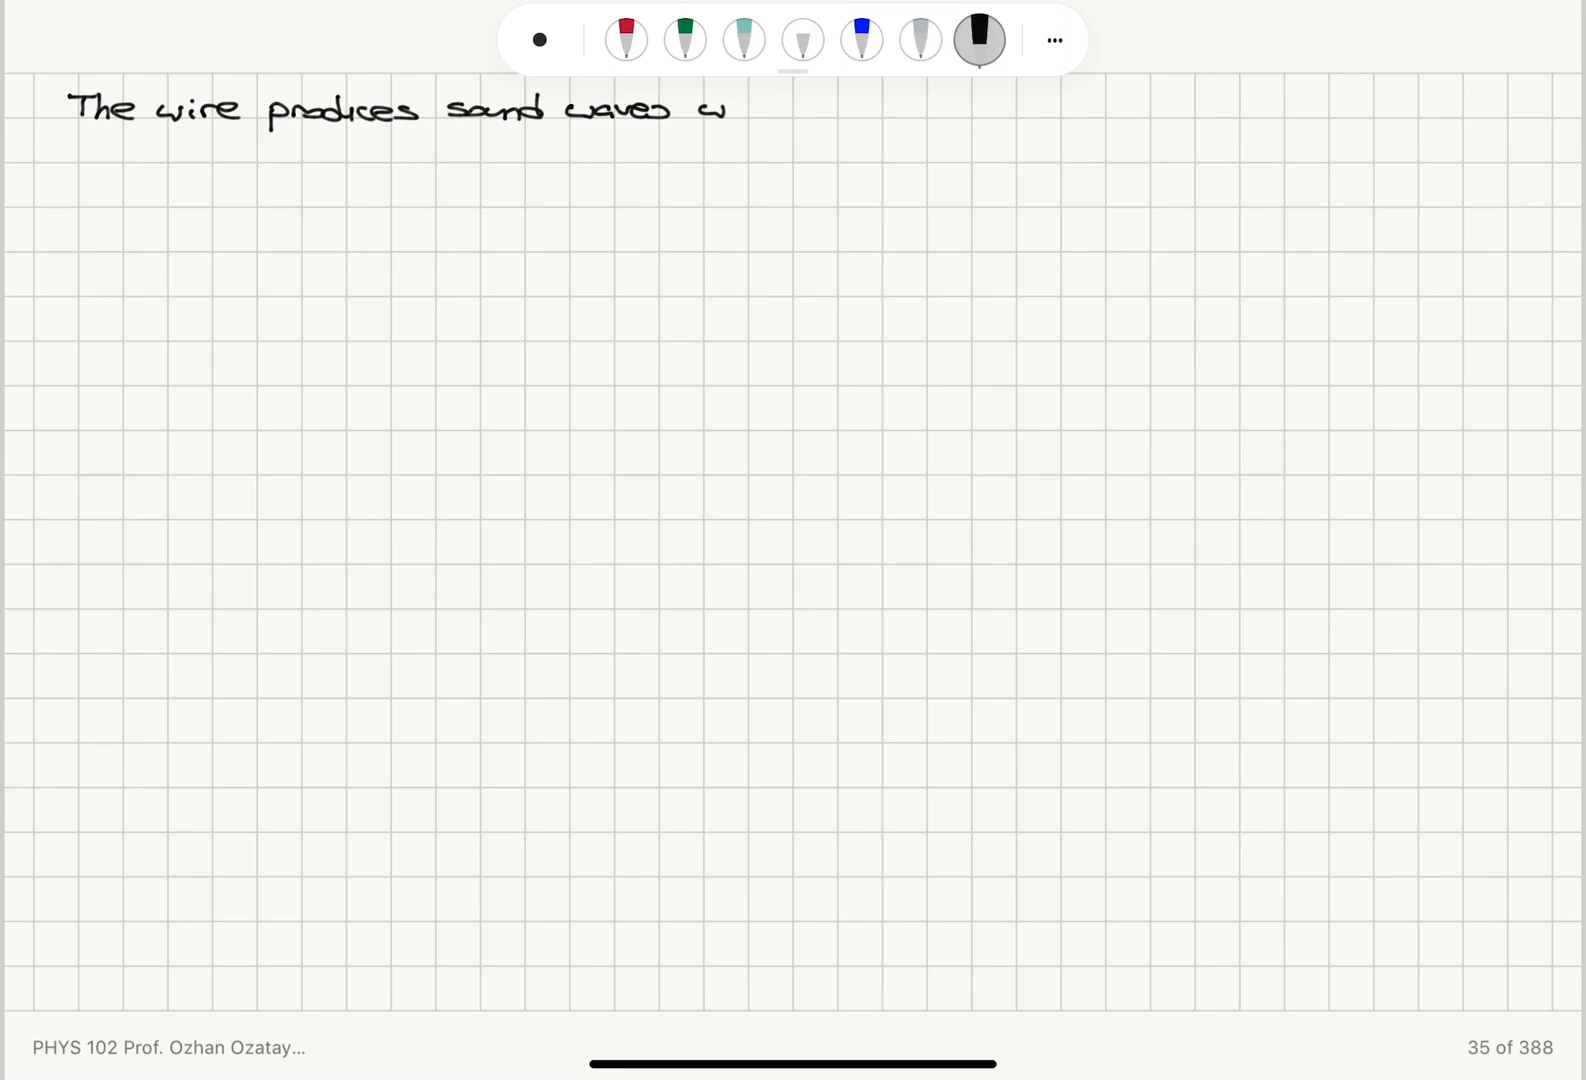 The wire produces sound waves w
PHYS 102 Prof. Ozhan Ozatay...
35 of 388